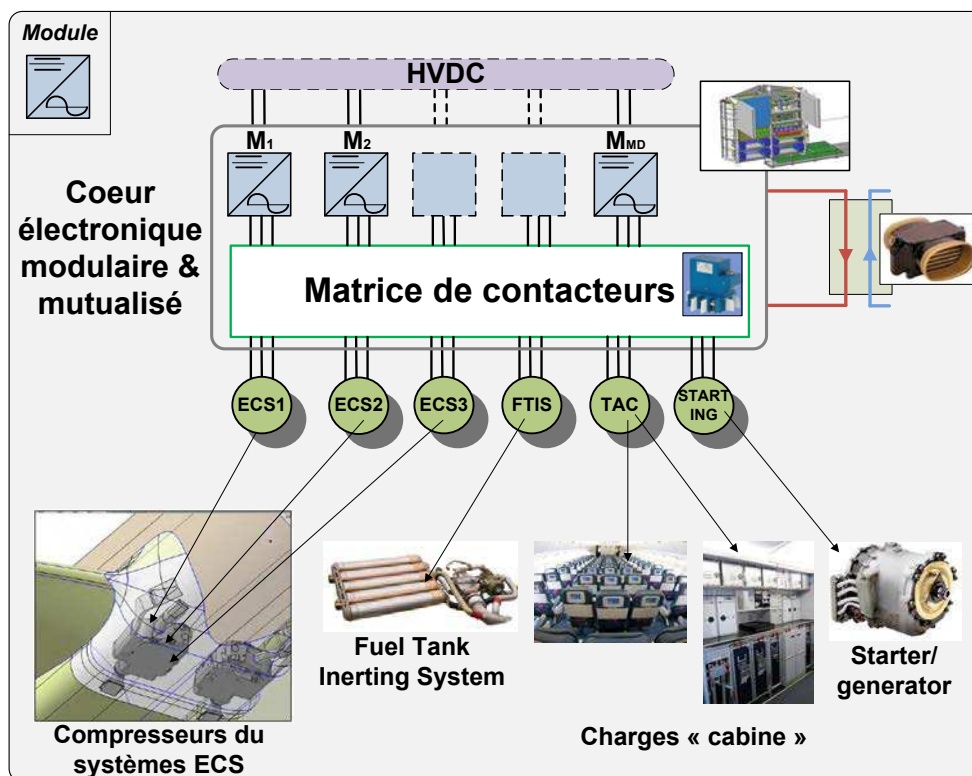 Module
HVDC
M1
M2
MMD
Coeur
électronique
modulaire &
mutualisé
Matrice de contacteurs
ECS1
ECS2
ECS3
FTIS
TAC
START
ING
Fuel Tank
Inerting System
Starter/
generator
Compresseurs du
systèmes ECS
Charges « cabine »